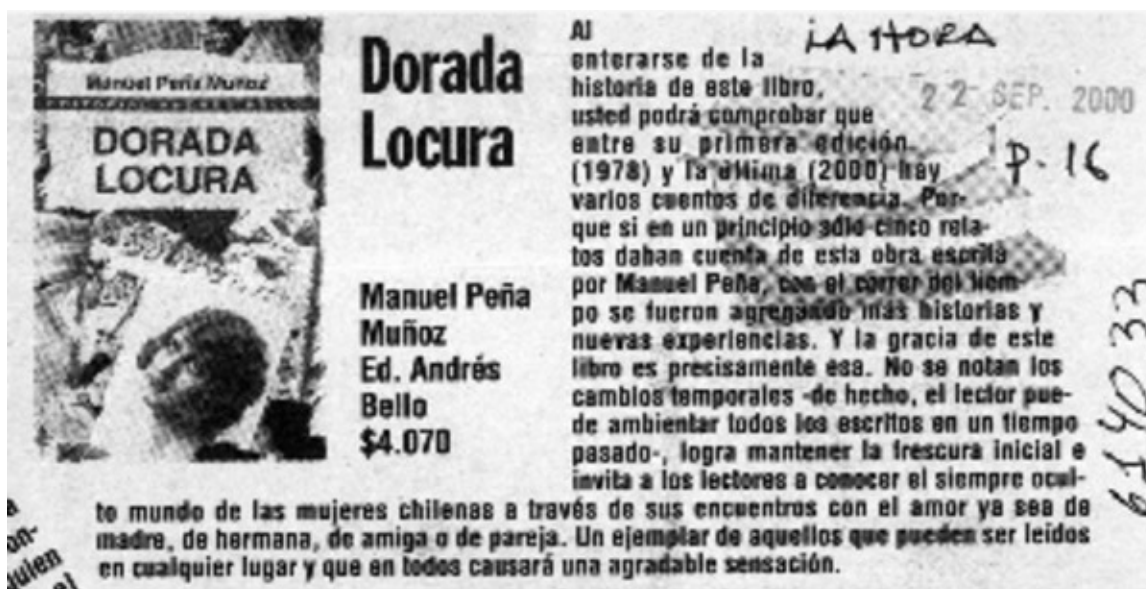 Manuel Peña Muñoz
DORADA
LOCURA
Dorada
Locura
Manuel Peña
Muñoz
Ed. Andrés
Bello
$4.070
Al
enterarse de la
historia de este libro,
usted podrá comprobar que
entre su primera edición
(1978) y la última (2000) hay
varios cuentos de diferencia. Por-
que si en un principio sólo cinco rela-
tos daban cuenta de esta obra escrita
por Manuel Peña, con el correr del tiem-
po se fueron agregando más historias y
nuevas experiencias. Y la gracia de este
libro es precisamente esa. No se notan los
cambios temporales -de hecho, el lector pue-
de ambientar todos los escritos en un tiempo
pasado-, logra mantener la frescura inicial e
invita a los lectores a conocer el siempre ocul-
to mundo de las mujeres chilenas a través de sus encuentros con el amor ya sea de
madre, de hermana, de amiga o de pareja. Un ejemplar de aquellos que pueden ser leídos
en cualquier lugar y que en todos causará una agradable sensación.
LA HORA
22 SEP. 2000
P. 16